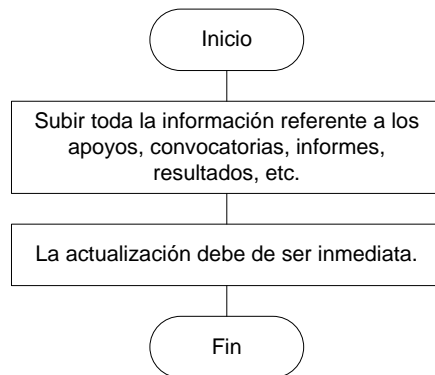 Inicio
Subir toda la información referente a los
apoyos, convocatorias, informes,
resultados, etc.
La actualización debe de ser inmediata.
Fin